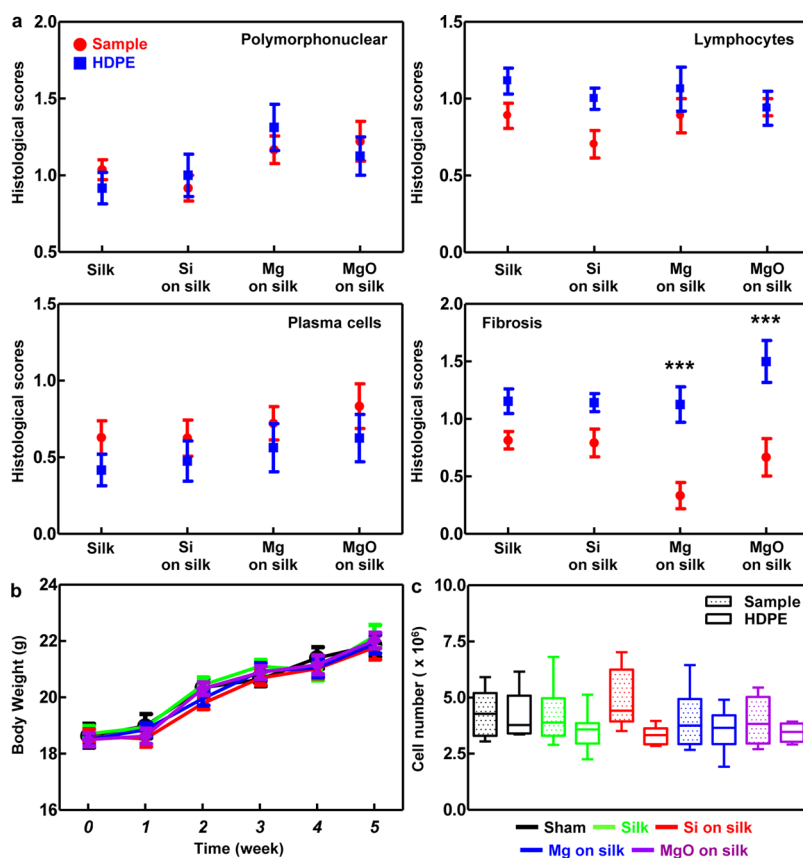 a
Sample
HDPE
Polymorphonuclear
Histological scores
2.0
1.5
1.0
0.5
Silk
Si on silk
Mg on silk
MgO on silk
Lymphocytes
Histological scores
1.5
1.0
0.5
0.0
Silk
Si on silk
Mg on silk
MgO on silk
Plasma cells
Histological scores
1.5
1.0
0.5
0.0
Silk
Si on silk
Mg on silk
MgO on silk
Fibrosis
Histological scores
2.0
1.5
1.0
0.5
0.0
***
***
Silk
Si on silk
Mg on silk
MgO on silk
b
Body Weight (g)
24
22
20
18
16
0 1 2 3 4 5
Time (week)
c
Cell number ( x 10⁶)
10.0
7.5
5.0
2.5
0.0
Sample
HDPE
Sham Silk Si on silk
Mg on silk MgO on silk